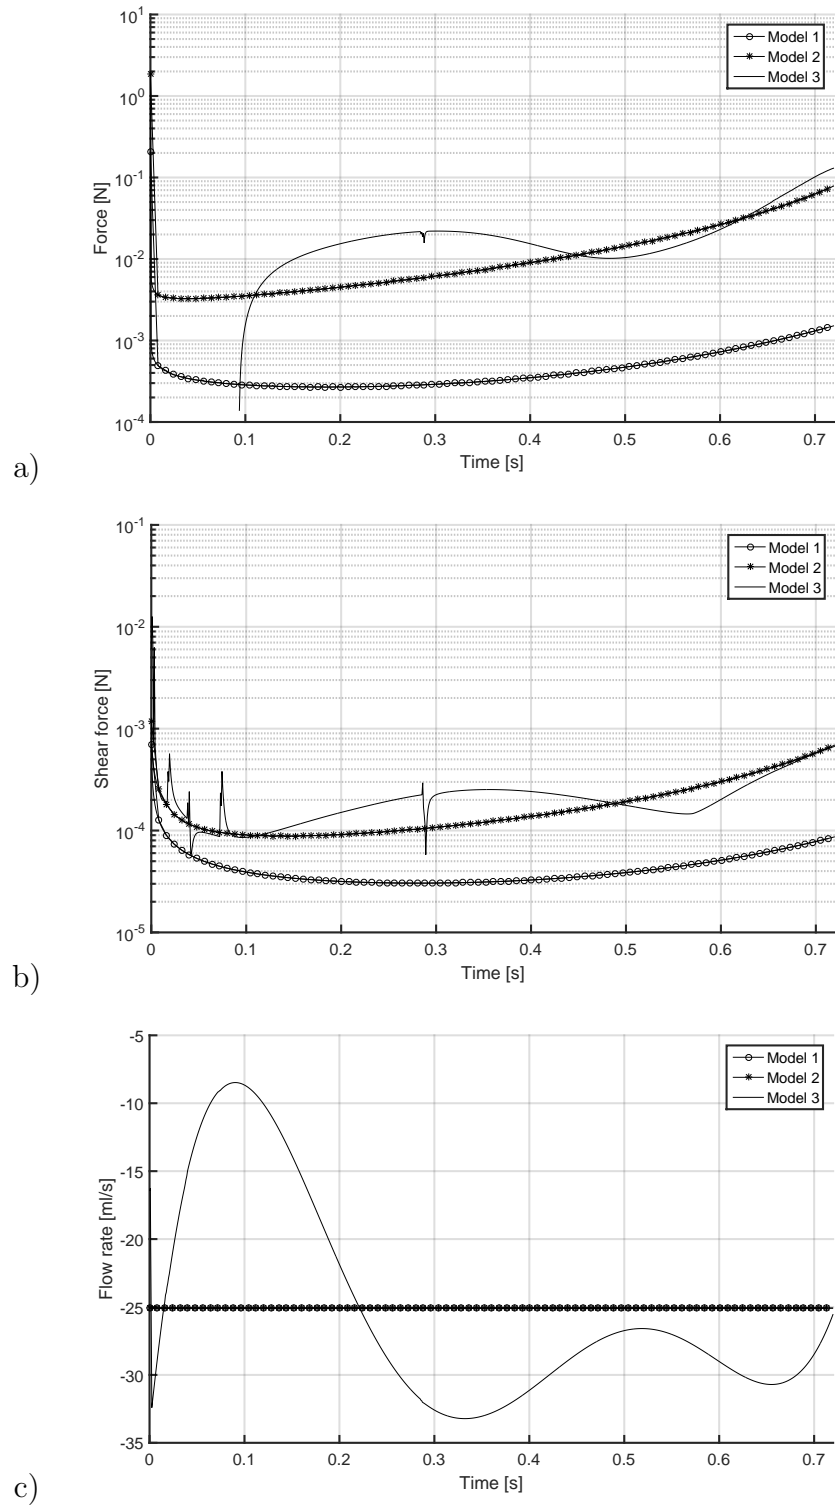 10^1
10^0
10^-1
10^-2
10^-3
10^-4
Force [N]
Model 1
Model 2
Model 3
0 0.1 0.2 0.3 0.4 0.5 0.6 0.7
Time [s]
a)
10^-1
10^-2
10^-3
10^-4
10^-5
Shear force [N]
Model 1
Model 2
Model 3
0 0.1 0.2 0.3 0.4 0.5 0.6 0.7
Time [s]
b)
-5
-10
-15
-20
-25
-30
-35
Flow rate [ml/s]
Model 1
Model 2
Model 3
0 0.1 0.2 0.3 0.4 0.5 0.6 0.7
Time [s]
c)